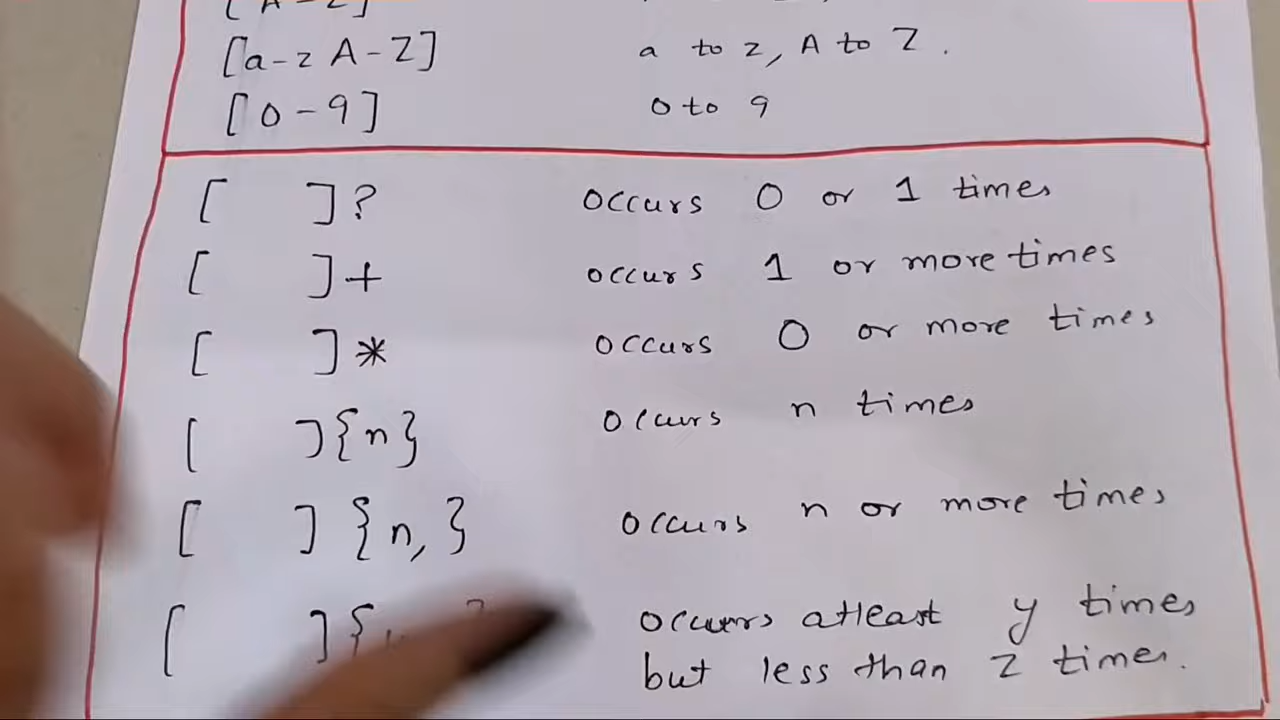 [A-Z]
[a-z A-Z] a to z, A to Z.
[0-9] 0 to 9
[ ]? occurs 0 or 1 times
[ ]+ occurs 1 or more times
[ ]* occurs 0 or more times
[ ]{n} occurs n times
[ ]{n,} occurs n or more times
[ ]{ occurs atleast y times
but less than z times.